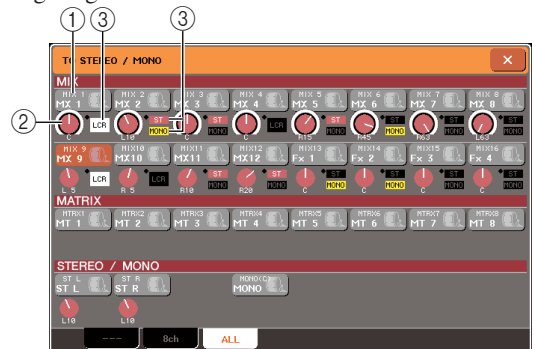 ① ③ ③
TO STEREO / MONO ×
MIX
MIX 1 MIX 2 MIX 3 MIX 4 MIX 5 MIX 6 MIX 7 MIX 8
MX 1 MX 2 MX 3 MX 4 MX 5 MX 6 MX 7 MX 8
② LCR ST ST LCR ST ST ST ST
MONO MONO MONO MONO MONO MONO
C L10 C C R15 R45 R63 L63
MIX 9 MIX10 MIX11 MIX12 MIX13 MIX14 MIX15 MIX16
MX 9 MX10 MX11 MX12 Fx 1 Fx 2 Fx 3 Fx 4
LCR LCR ST ST ST ST ST ST
MONO MONO MONO MONO MONO MONO
L 5 R 5 R10 R20 C C C C
MATRIX
MTRX1 MTRX2 MTRX3 MTRX4 MTRX5 MTRX6 MTRX7 MTRX8
MT 1 MT 2 MT 3 MT 4 MT 5 MT 6 MT 7 MT 8
STEREO / MONO
ST L ST R MONO(C)
ST L ST R MONO
L10 L10
--- 8ch ALL